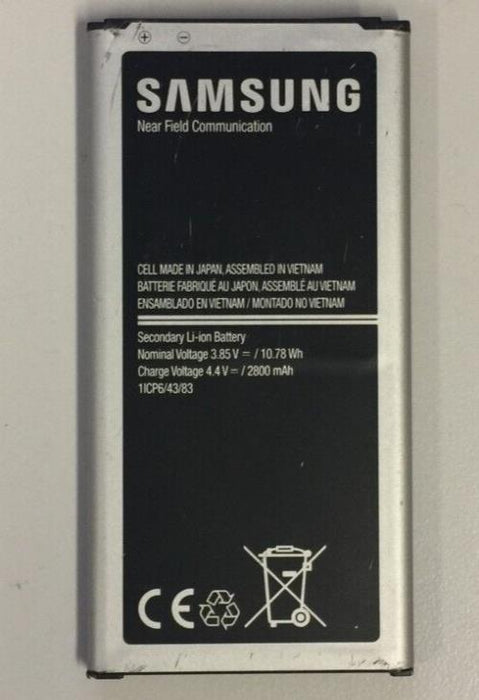 + -
SAMSUNG
Near Field Communication
CELL MADE IN JAPAN, ASSEMBLED IN VIETNAM
BATTERIE FABRIQUÉ AU JAPON, ASSEMBLÉ AU VIETNAM
ENSAMBLADO EN VIETNAM / MONTADO NO VIETNAM
Secondary Li-ion Battery
Nominal Voltage 3.85 V ⎓ / 10.78 Wh
Charge Voltage 4.4 V ⎓ / 2800 mAh
1ICP6/43/83
CE